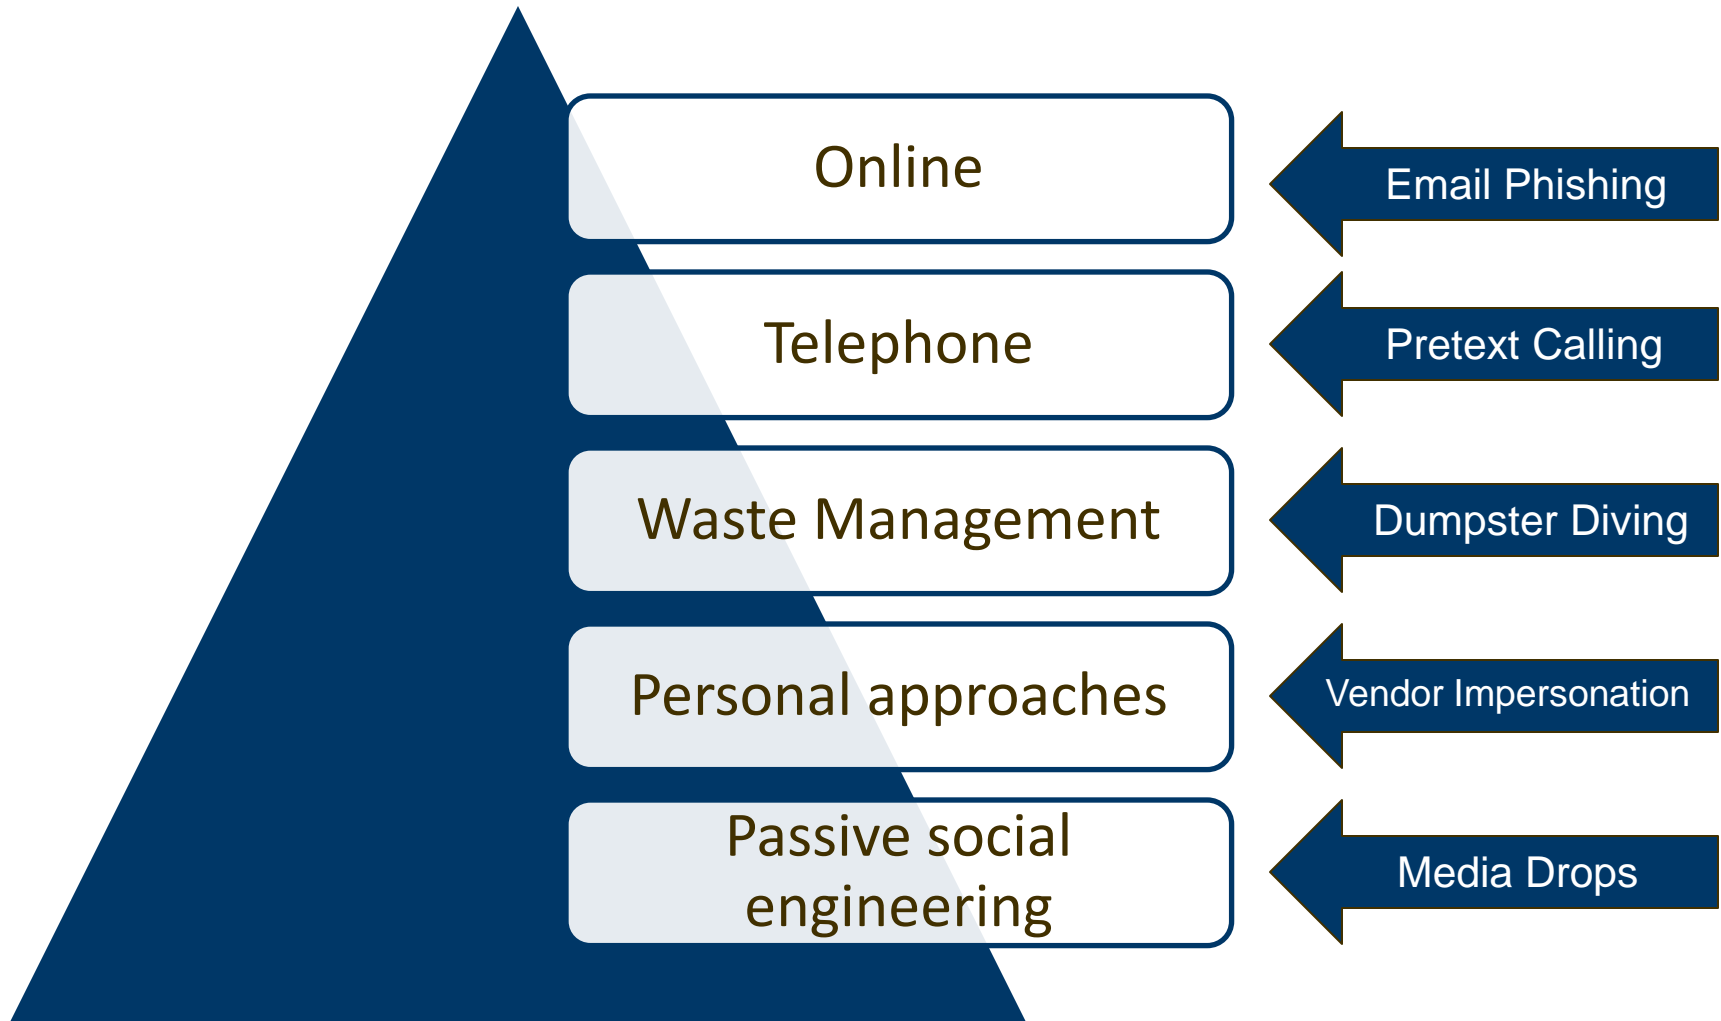 Online
Email Phishing
Telephone
Pretext Calling
Waste Management
Dumpster Diving
Personal approaches
Vendor Impersonation
Passive social
engineering
Media Drops